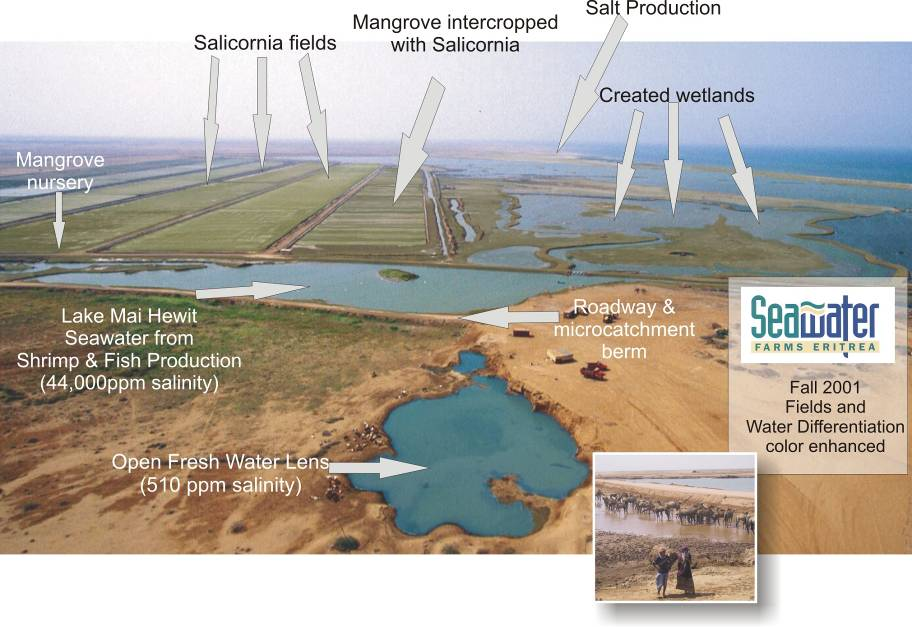 Salt Production
Mangrove intercropped
with Salicornia
Salicornia fields
Created wetlands
Mangrove
nursery
Lake Mai Hewit
Seawater from
Shrimp & Fish Production
(44,000ppm salinity)
Roadway &
microcatchment
berm
Seawater
FARMS ERITREA
Fall 2001
Fields and
Water Differentiation
color enhanced
Open Fresh Water Lens
(510 ppm salinity)